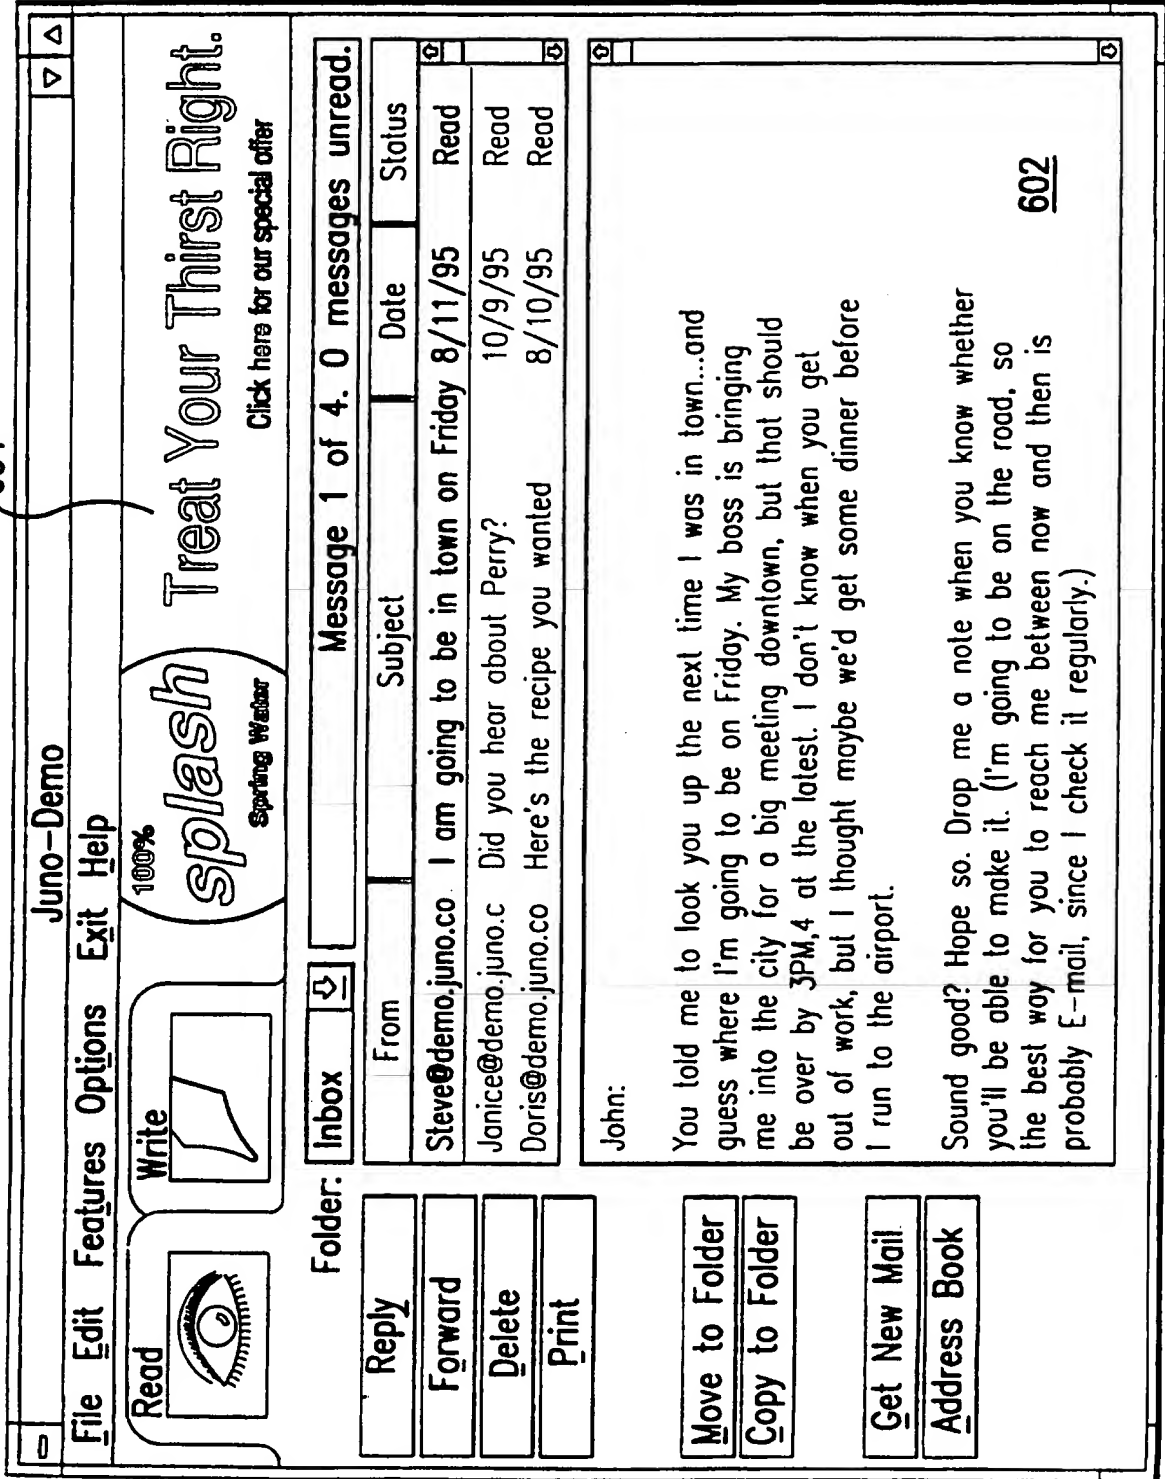 Juno-Demo
File Edit Features Options Exit Help
Read
Write
100%
splash
Spring Water
Treat Your Thirst Right.
Click here for our special offer
Folder: Inbox
Message 1 of 4. 0 messages unread.
From Subject Date Status
Steve@demo.juno.co I am going to be in town on Friday 8/11/95 Read
Janice@demo.juno.c Did you hear about Perry? 10/9/95 Read
Doris@demo.juno.co Here's the recipe you wanted 8/10/95 Read
Reply
Forward
Delete
Print
Move to Folder
Copy to Folder
Get New Mail
Address Book
John:
You told me to look you up the next time I was in town...and
guess where I'm going to be on Friday. My boss is bringing
me into the city for a big meeting downtown, but that should
be over by 3PM,4 at the latest. I don't know when you get
out of work, but I thought maybe we'd get some dinner before
I run to the airport.
Sound good? Hope so. Drop me a note when you know whether
you'll be able to make it. (I'm going to be on the road, so
the best way for you to reach me between now and then is
probably E-mail, since I check it regularly.)
602